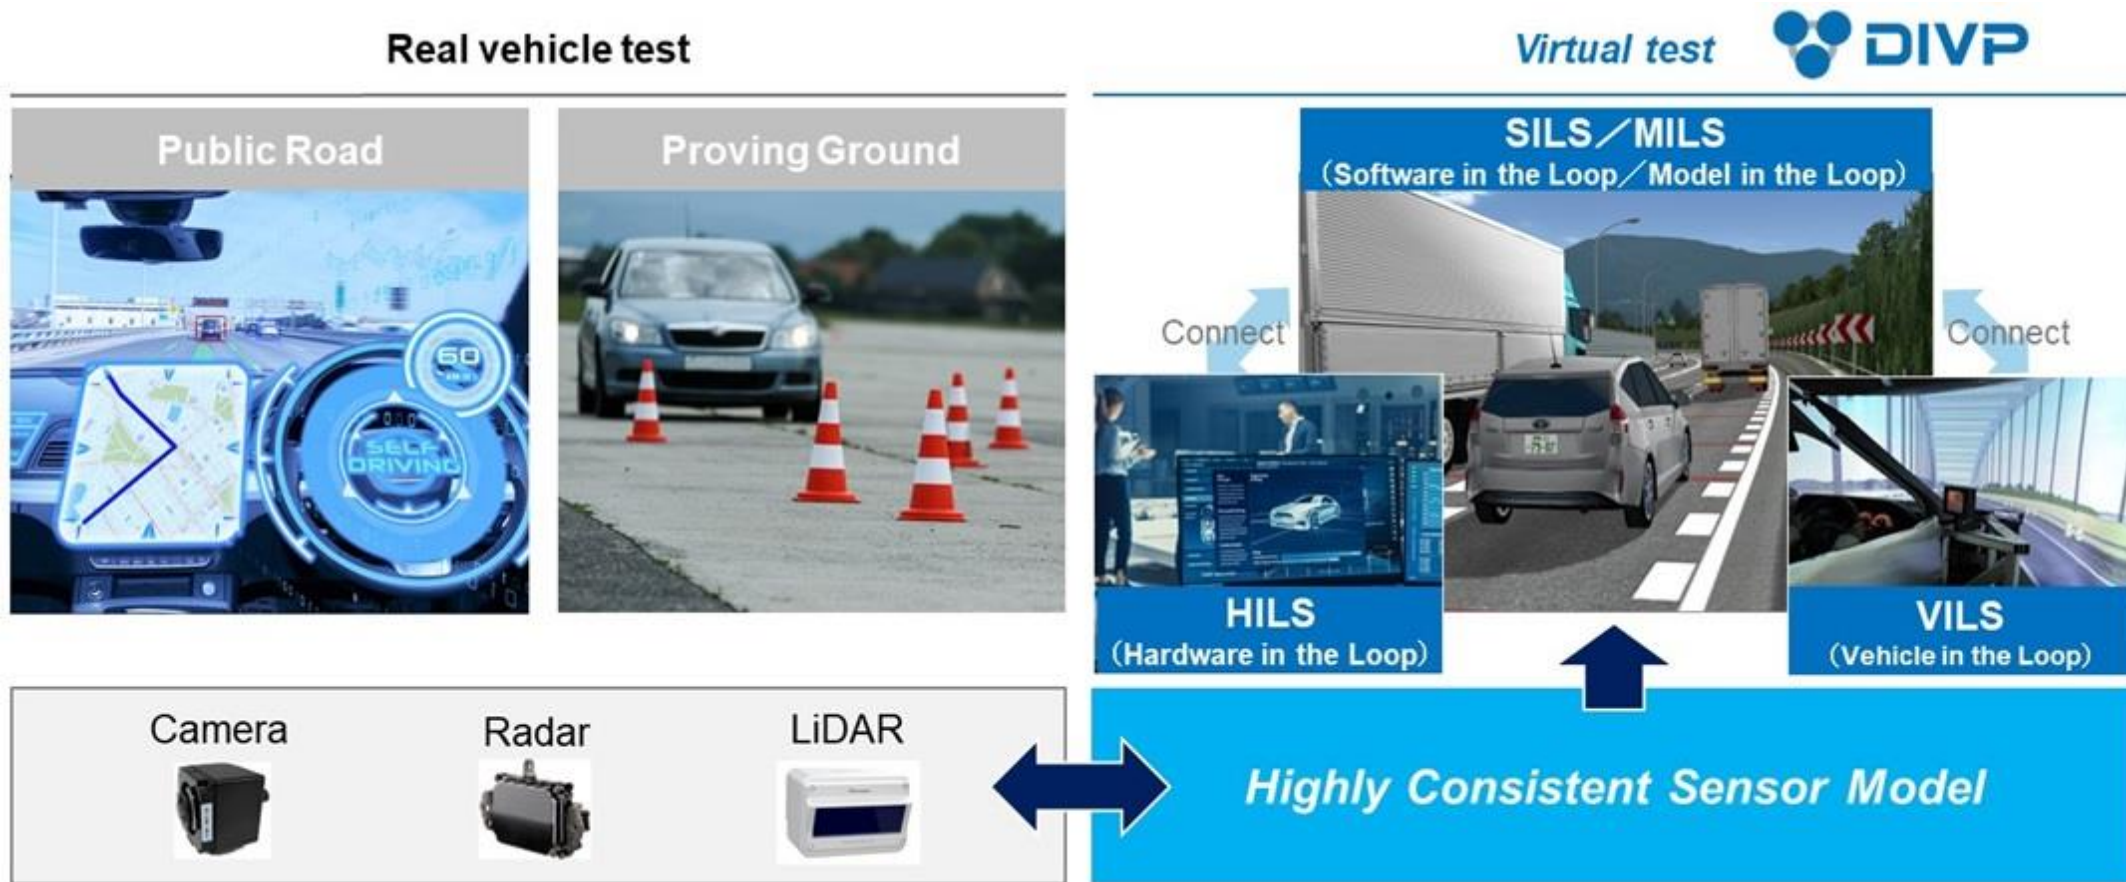 Real vehicle test
Virtual test
DIVP
Public Road
Proving Ground
SILS／MILS
（Software in the Loop／Model in the Loop）
60
SELF
DRIVING
Connect
Connect
HILS
（Hardware in the Loop）
VILS
（Vehicle in the Loop）
Camera
Radar
LiDAR
Highly Consistent Sensor Model